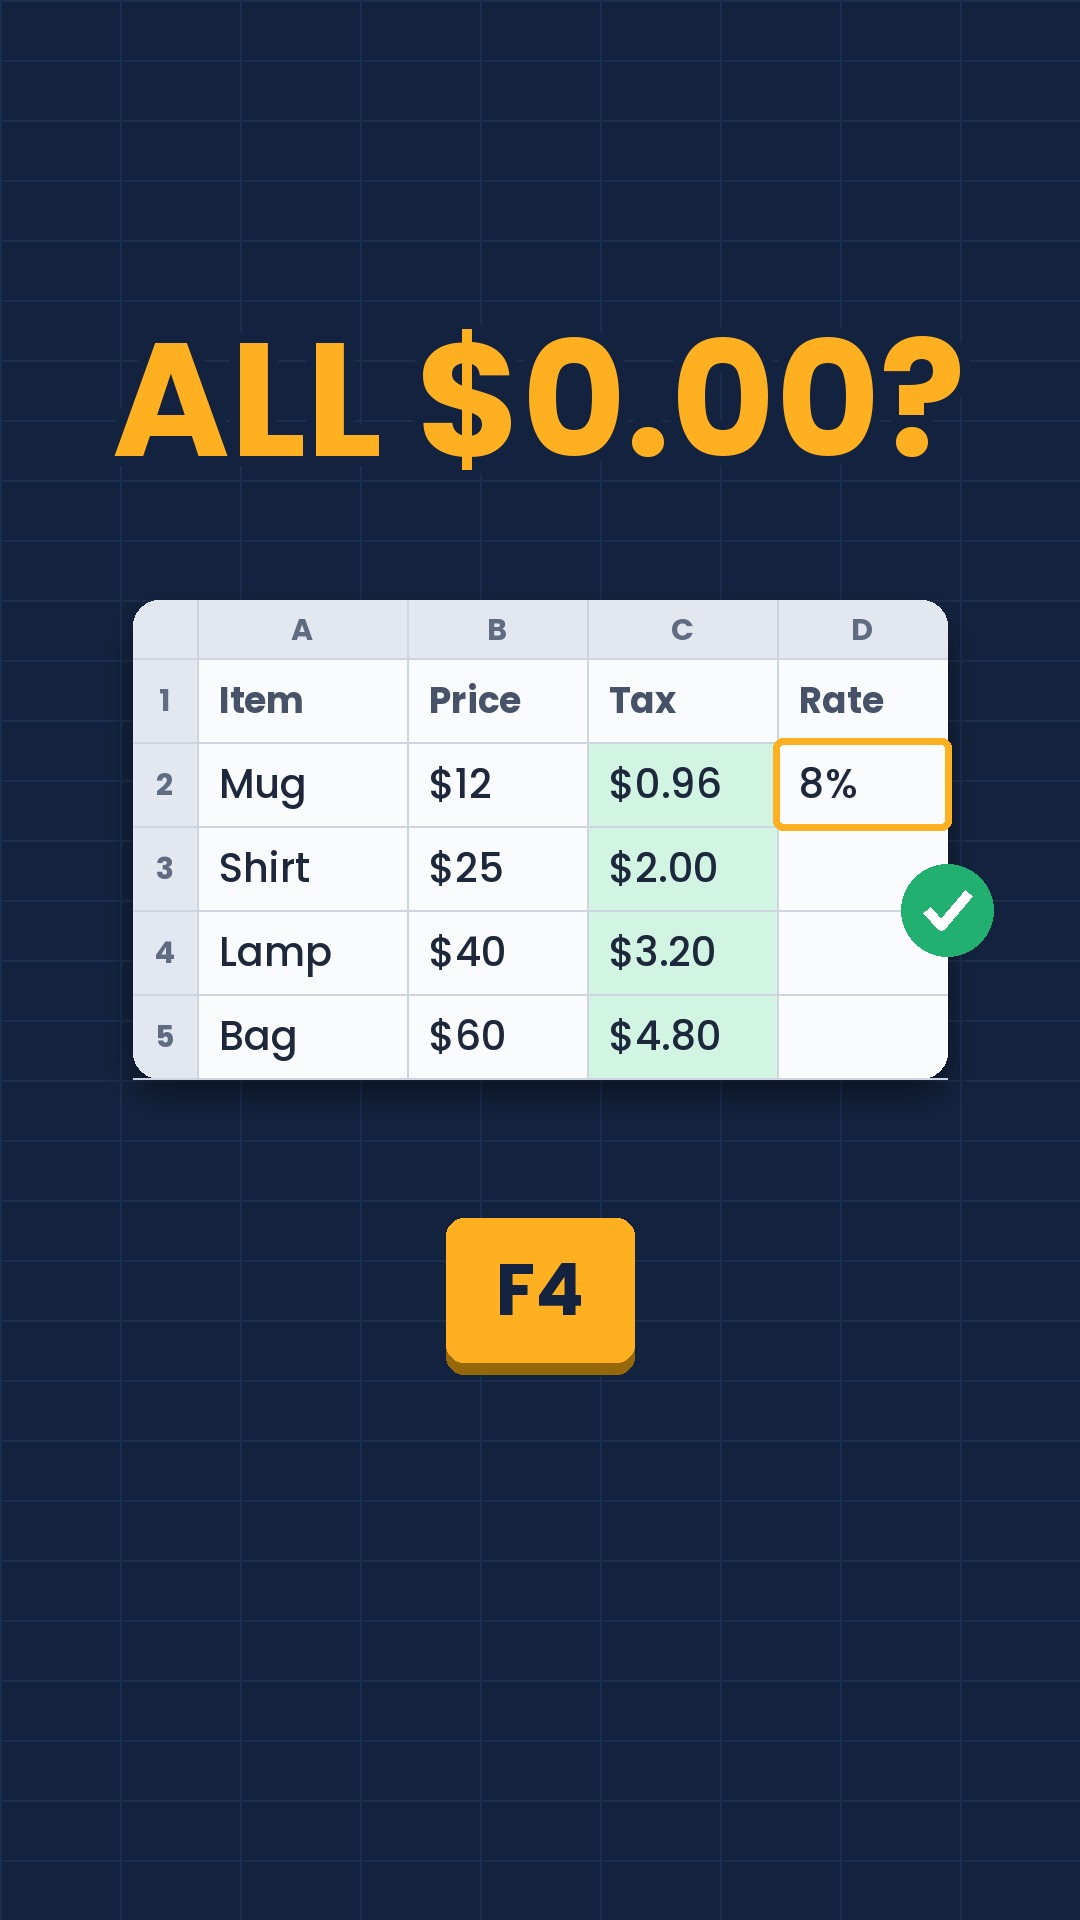 ALL $0.00?
A B C D
1 Item Price Tax Rate
2 Mug $12 $0.96 8%
3 Shirt $25 $2.00
4 Lamp $40 $3.20
5 Bag $60 $4.80
F4